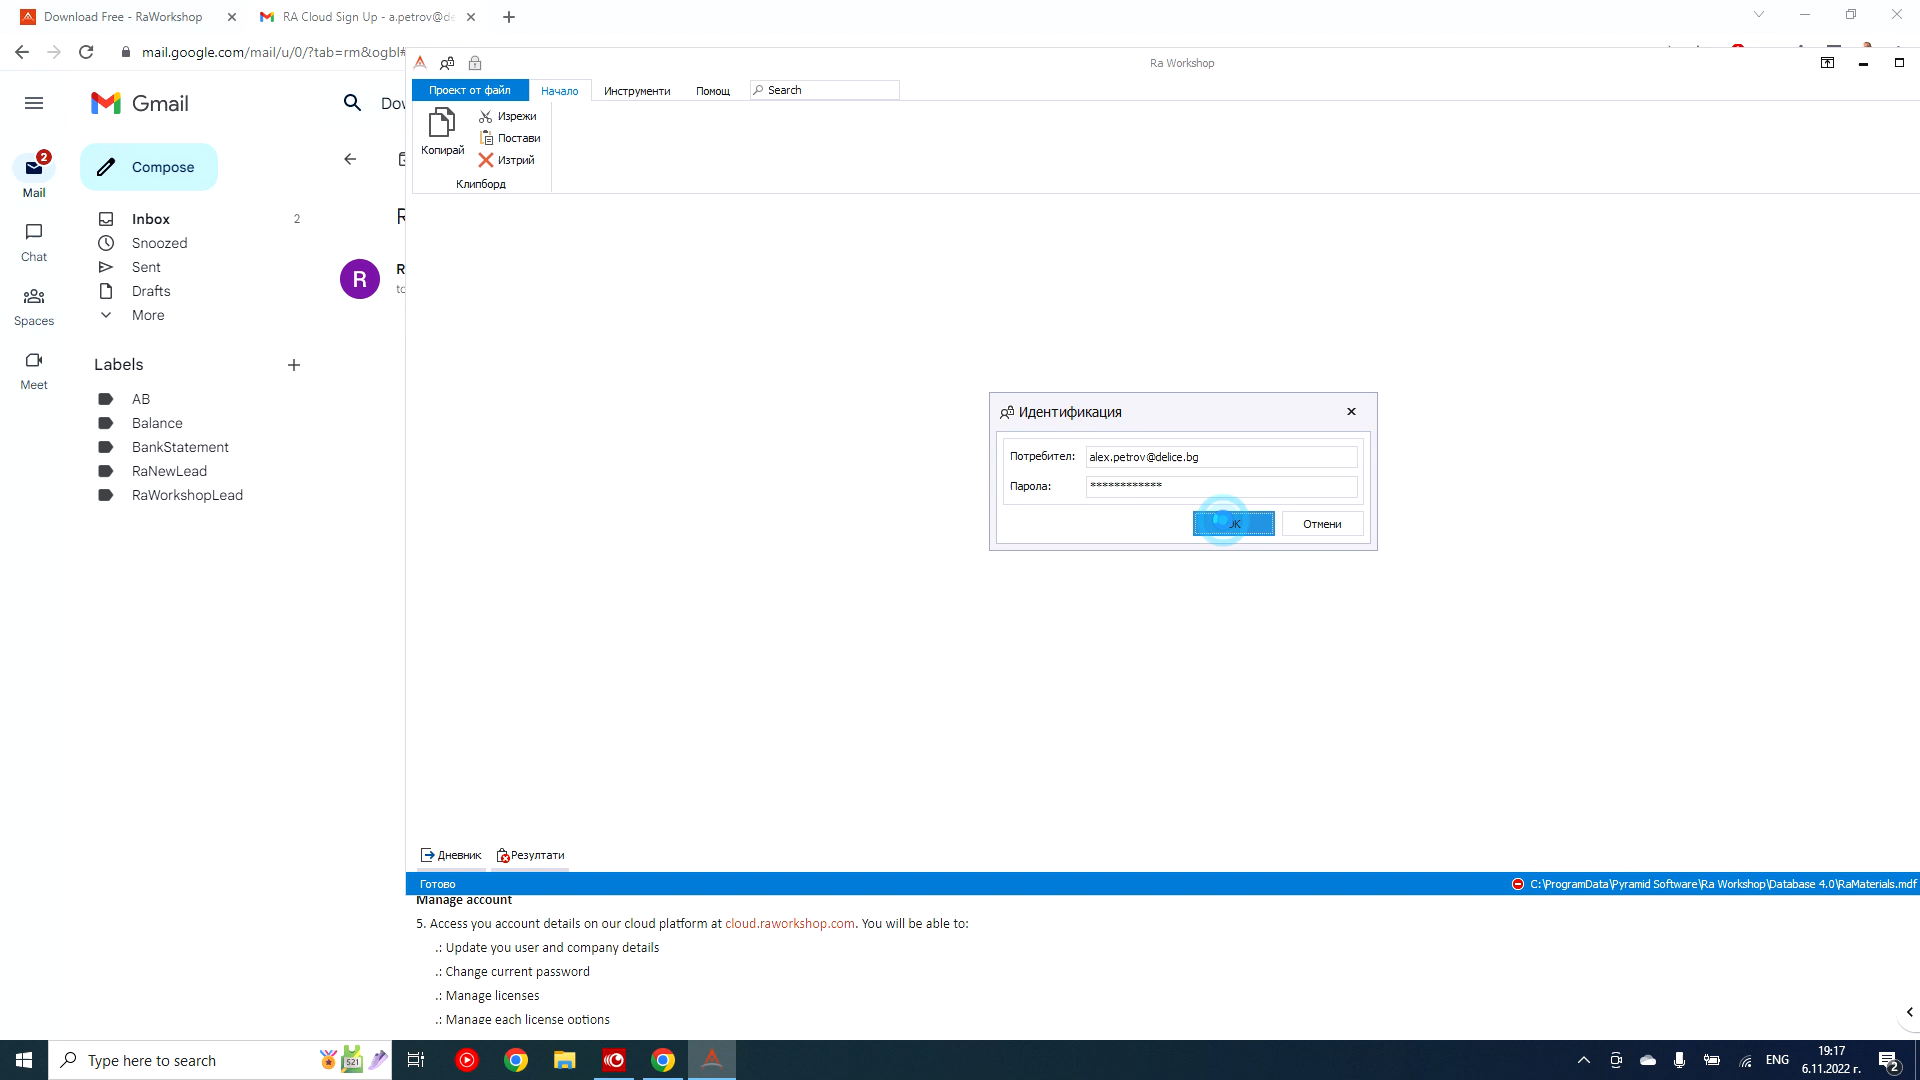 Download Free - RaWorkshop
RA Cloud Sign Up - a.petrov@de
mail.google.com/mail/u/0/?tab=rm&ogbl#
Ra Workshop
Проект от файл
Начало
Инструменти
Помощ
Search
Gmail
Копирай
Изрежи
Постави
Изтрий
Клипборд
2
Mail
Compose
Chat
Spaces
Meet
Inbox 2
Snoozed
Sent
Drafts
More
Labels
AB
Balance
BankStatement
RaNewLead
RaWorkshopLead
R
Идентификация
Потребител: alex.petrov@delice.bg
Парола: ************
OK
Отмени
Дневник
Резултати
Готово
C:\ProgramData\Pyramid Software\Ra Workshop\Database 4.0\RaMaterials.mdf
Manage account
5. Access you account details on our cloud platform at cloud.raworkshop.com. You will be able to:
.: Update you user and company details
.: Change current password
.: Manage licenses
.: Manage each license options
Type here to search
S21
ENG
19:17
6.11.2022 г.
2